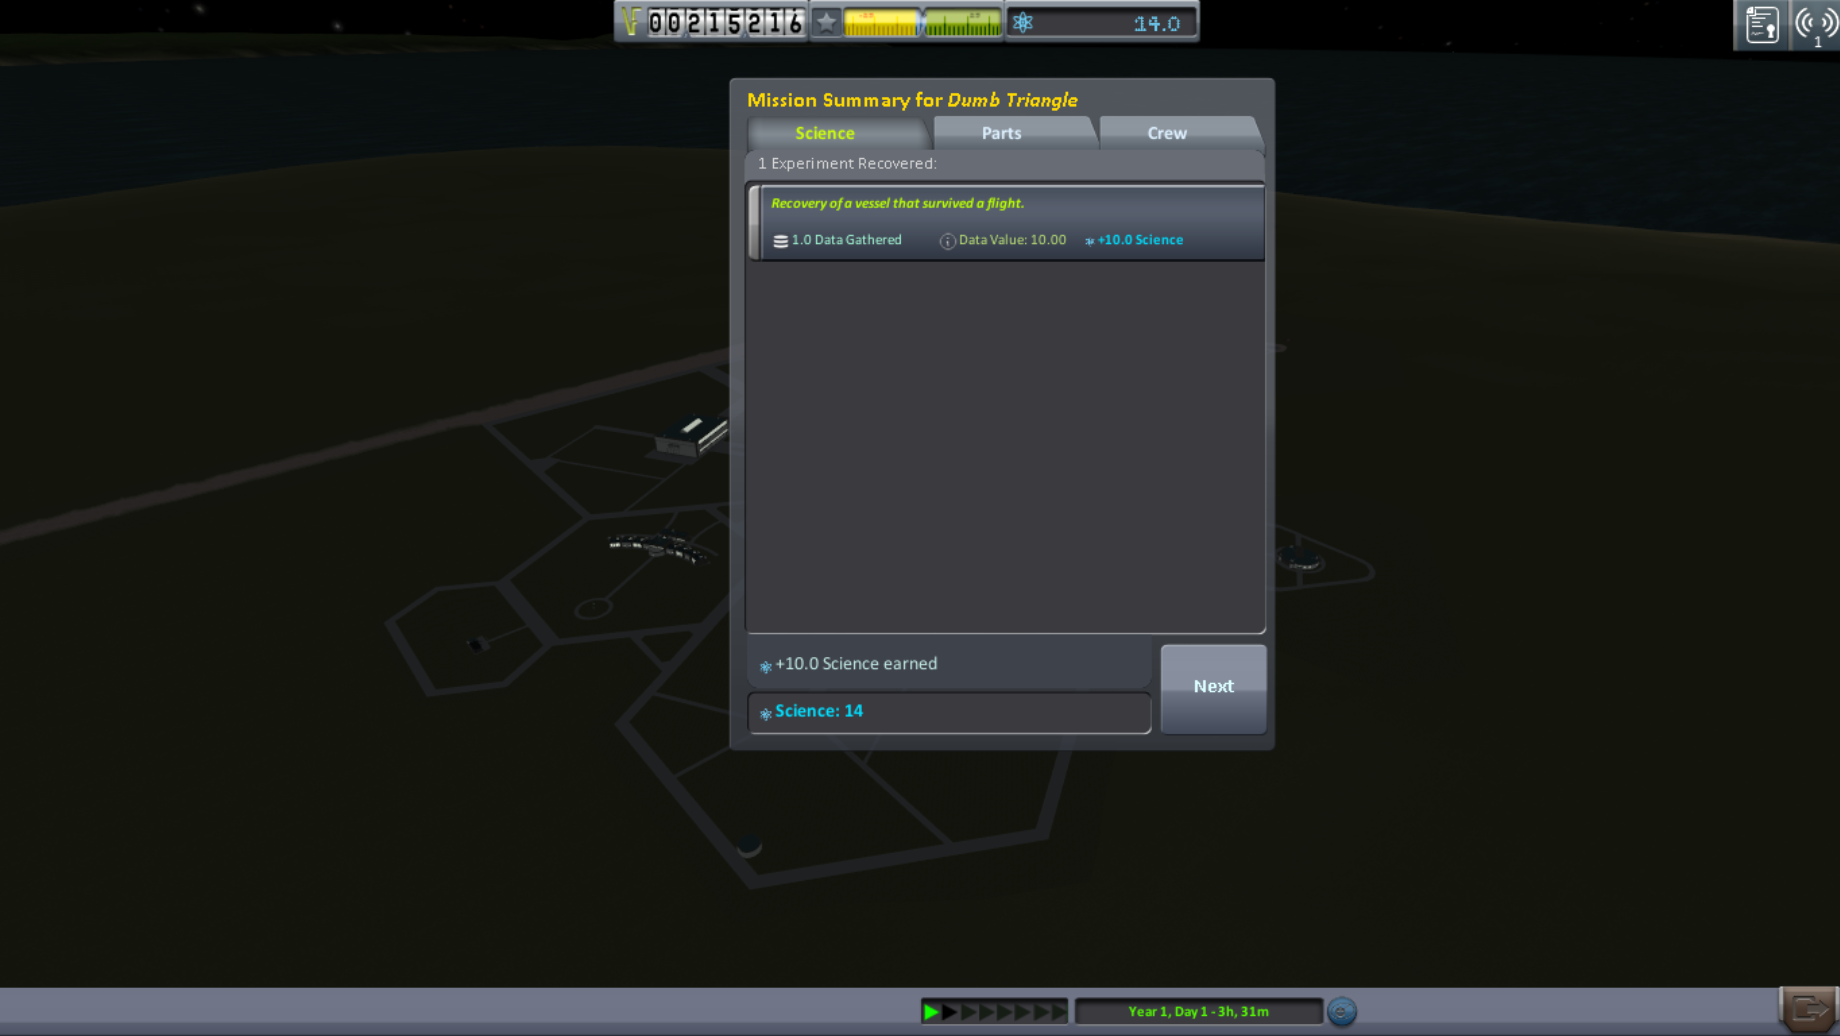 00215216
14.0
1
Mission Summary for Dumb Triangle
Science
Parts
Crew
1 Experiment Recovered:
Recovery of a vessel that survived a flight.
1.0 Data Gathered
Data Value: 10.00
+10.0 Science
+10.0 Science earned
Science: 14
Next
Year 1, Day 1 - 3h, 31m